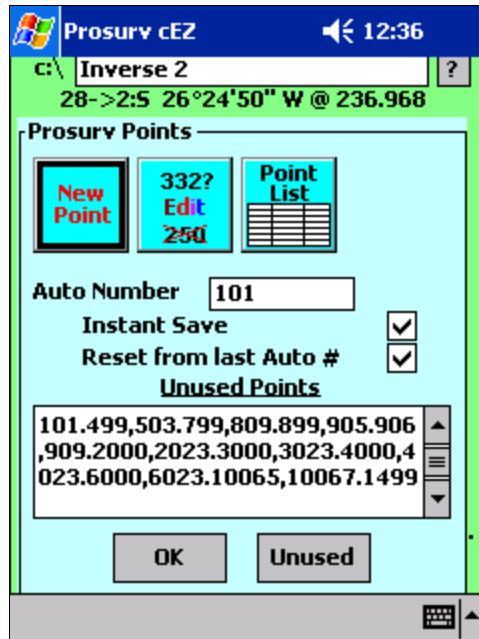 Prosurv cEZ 12:36
c:\ Inverse 2 ?
28->2:S 26°24'50" W @ 236.968
Prosurv Points
New Point
332? Edit 250
Point List
Auto Number 101
Instant Save
Reset from last Auto #
Unused Points
101.499,503.799,809.899,905.906
,909.2000,2023.3000,3023.4000,4
023.6000,6023.10065,10067.1499
OK Unused